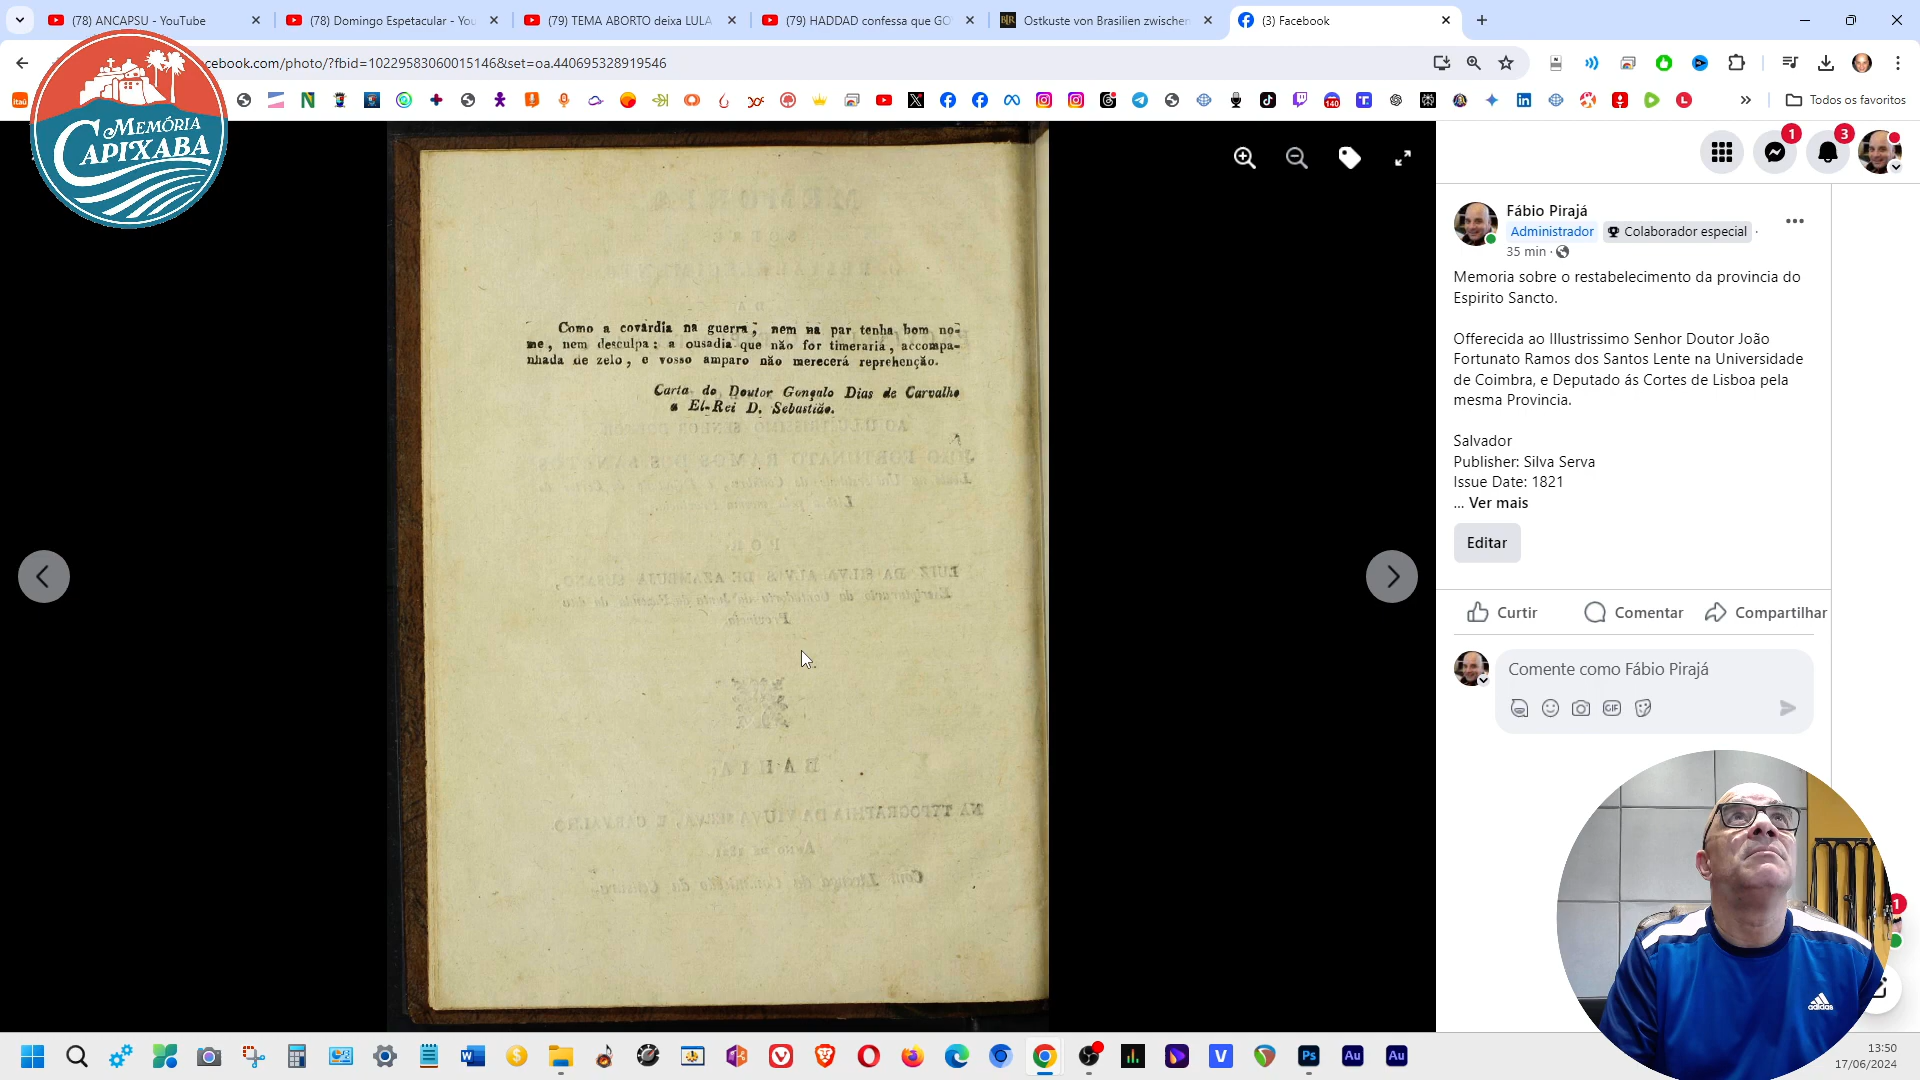 (78) ANCAPSU - YouTube
(78) Domingo Espetacular - You
(79) TEMA ABORTO deixa LULA
(79) HADDAD confessa que GO
Ostkuste von Brasilien zwischen
(3) Facebook
cebook.com/photo/?fbid=10229583060015146&set=oa.440695328919546
Todos os favoritos
MEMÓRIA
CAPIXABA
Como a covardia na guerra, nem na par tenha bom no-
me, nem desculpa: a ousadia que não for timeraria, accompa-
nhada de zelo, e vosso amparo não merecerá reprehenção.
Carta do Doutor Gonçalo Dias de Carvalho
a El-Rei D. Sebastião.
1
3
Fábio Pirajá
Administrador
Colaborador especial ·
35 min ·
Memoria sobre o restabelecimento da provincia do
Espirito Sancto.
Offerecida ao Illustrissimo Senhor Doutor João
Fortunato Ramos dos Santos Lente na Universidade
de Coimbra, e Deputado ás Cortes de Lisboa pela
mesma Provincia.
Salvador
Publisher: Silva Serva
Issue Date: 1821
... Ver mais
Editar
Curtir
Comentar
Compartilhar
Comente como Fábio Pirajá
GIF
adidas
1
13:50
17/06/2024